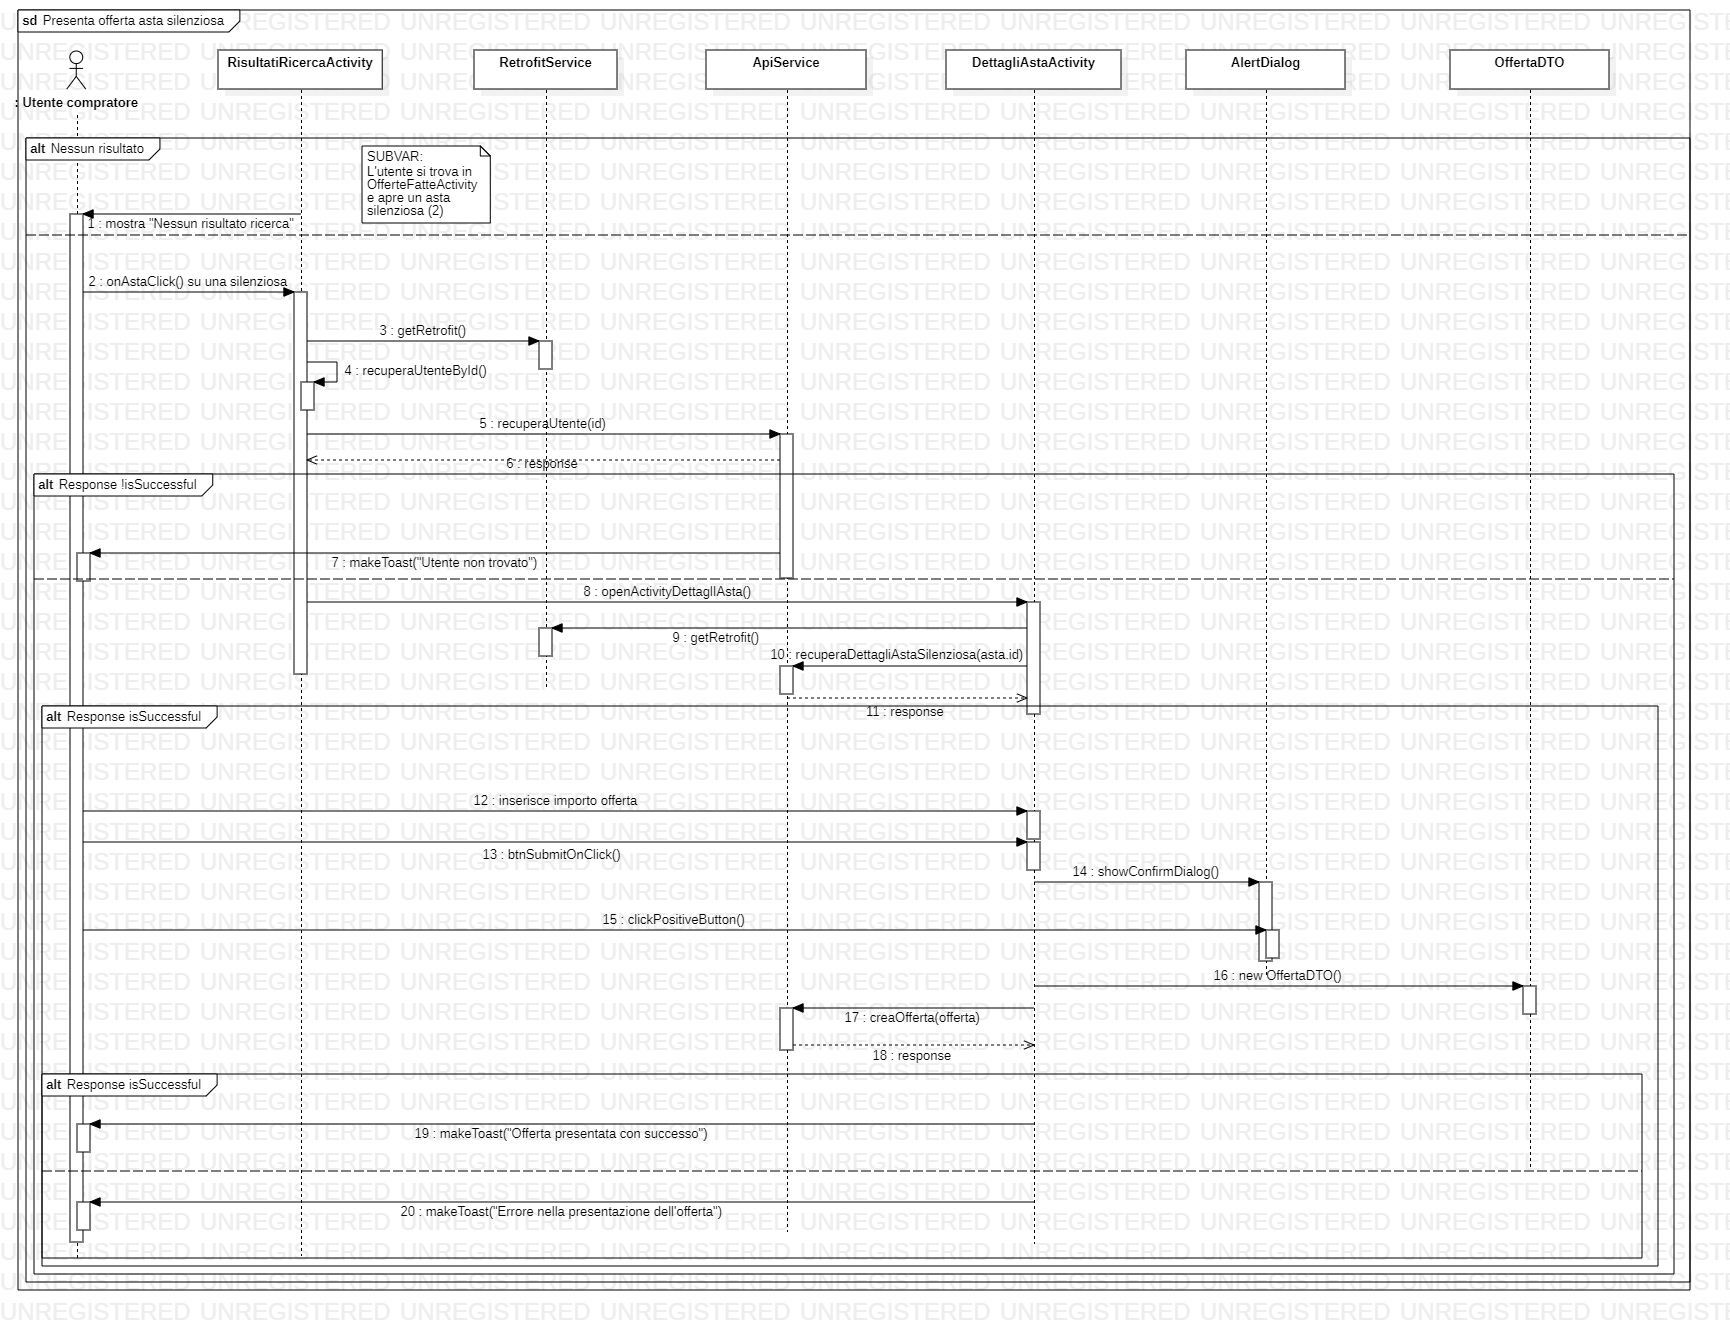 sd Presenta offerta asta silenziosa
RisultatiRicercaActivity
RetrofitService
ApiService
DettagliAstaActivity
AlertDialog
OffertaDTO
: Utente compratore
alt Nessun risultato
SUBVAR:
L'utente si trova in
OfferteFatteActivity
e apre un asta
silenziosa (2)
1 : mostra "Nessun risultato ricerca"
2 : onAstaClick() su una silenziosa
3 : getRetrofit()
4 : recuperaUtenteById()
5 : recuperaUtente(id)
6 : response
alt Response !isSuccessful
7 : makeToast("Utente non trovato")
8 : openActivityDettaglIAsta()
9 : getRetrofit()
10 : recuperaDettagliAstaSilenziosa(asta.id)
11 : response
alt Response isSuccessful
12 : inserisce importo offerta
13 : btnSubmitOnClick()
14 : showConfirmDialog()
15 : clickPositiveButton()
16 : new OffertaDTO()
17 : creaOfferta(offerta)
18 : response
alt Response isSuccessful
19 : makeToast("Offerta presentata con successo")
20 : makeToast("Errore nella presentazione dell'offerta")
UNREGISTERED